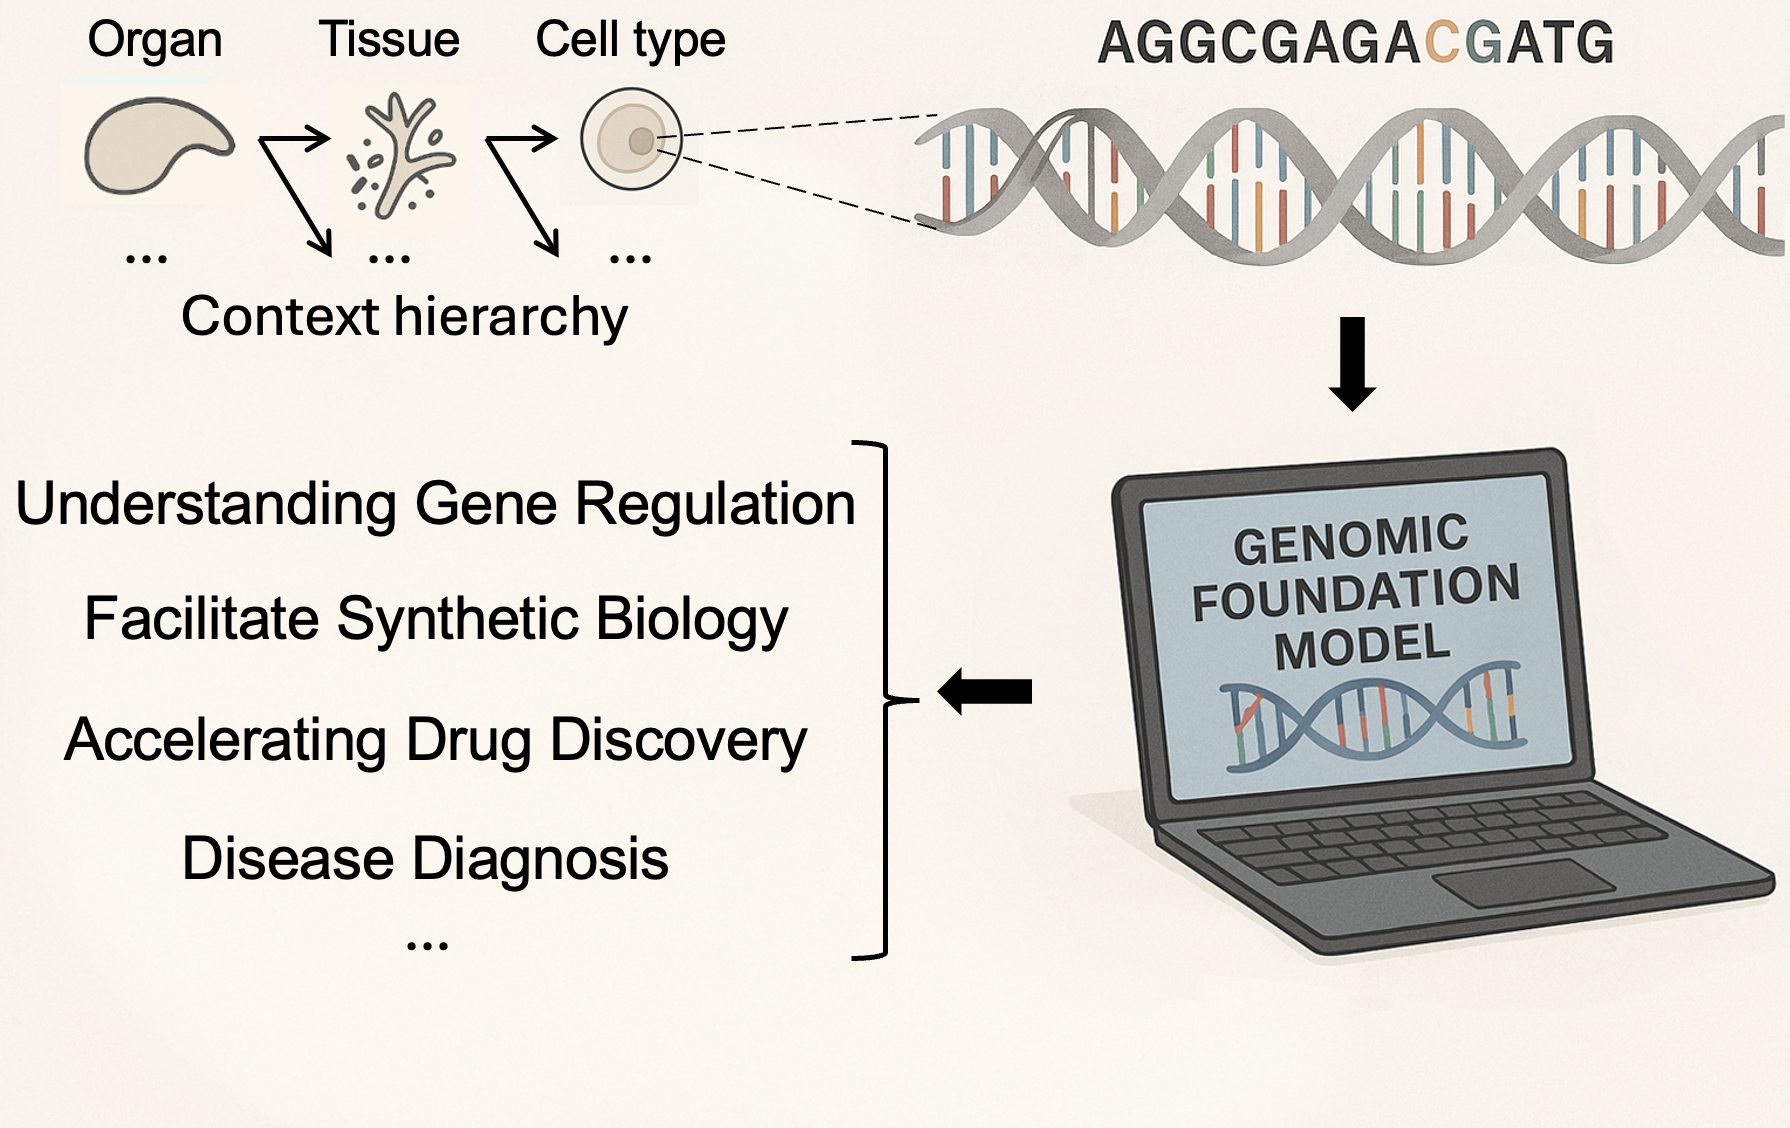 Organ Tissue Cell type
AGGCGAGACGATG
... ... ...
Context hierarchy
Understanding Gene Regulation
Facilitate Synthetic Biology
Accelerating Drug Discovery
Disease Diagnosis
...
GENOMIC
FOUNDATION
MODEL